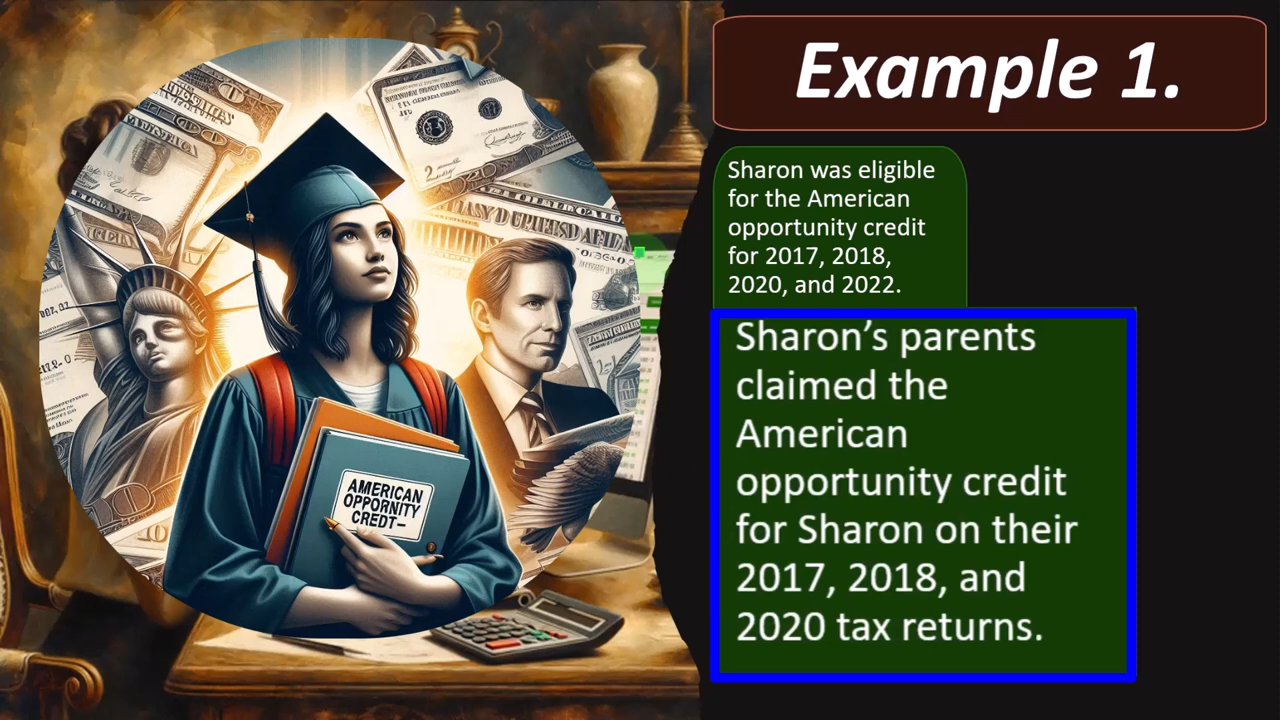 Example 1.
Sharon was eligible
for the American
opportunity credit
for 2017, 2018,
2020, and 2022.
Sharon’s parents
claimed the
American
opportunity credit
for Sharon on their
2017, 2018, and
2020 tax returns.
AMERICAN
OPPORNITY
CREDT–